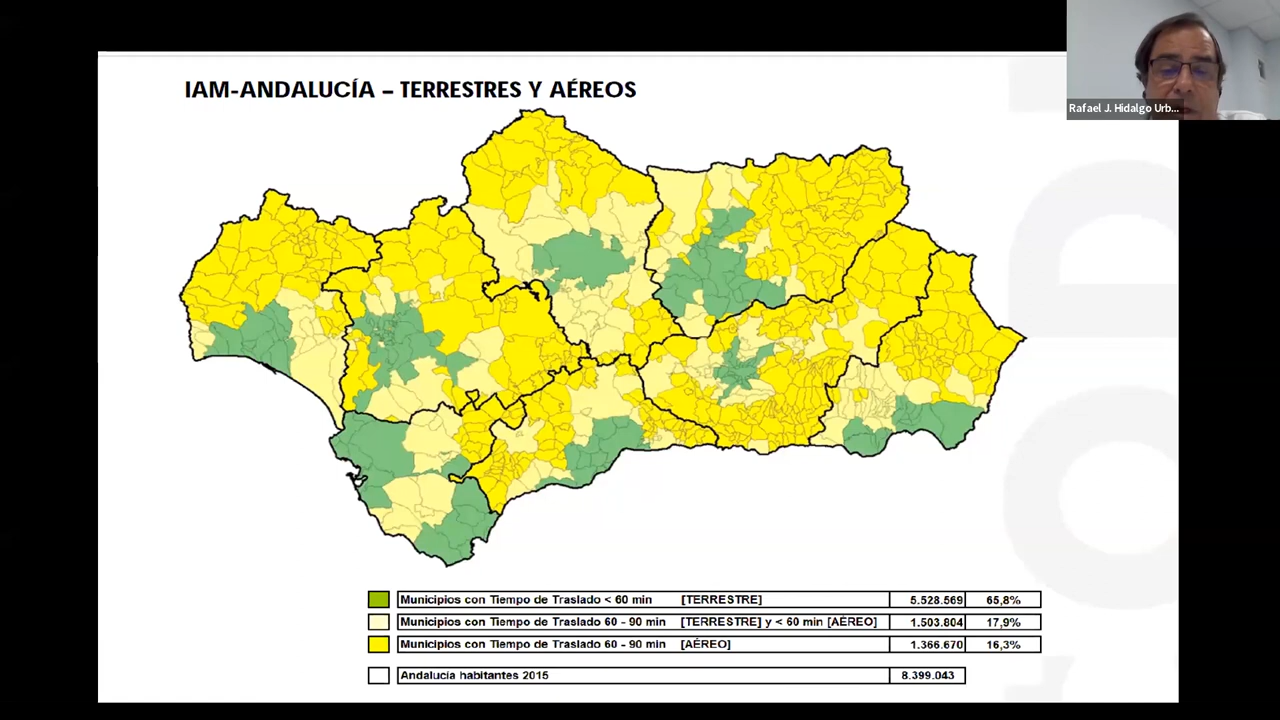 IAM-ANDALUCÍA – TERRESTRES Y AÉREOS
Rafael J. Hidalgo Urb...
Municipios con Tiempo de Traslado < 60 min [TERRESTRE] 5.528.569 65,8%
Municipios con Tiempo de Traslado 60 - 90 min [TERRESTRE] y < 60 min [AÉREO] 1.503.804 17,9%
Municipios con Tiempo de Traslado 60 - 90 min [AÉREO] 1.366.670 16,3%
Andalucía habitantes 2015 8.399.043